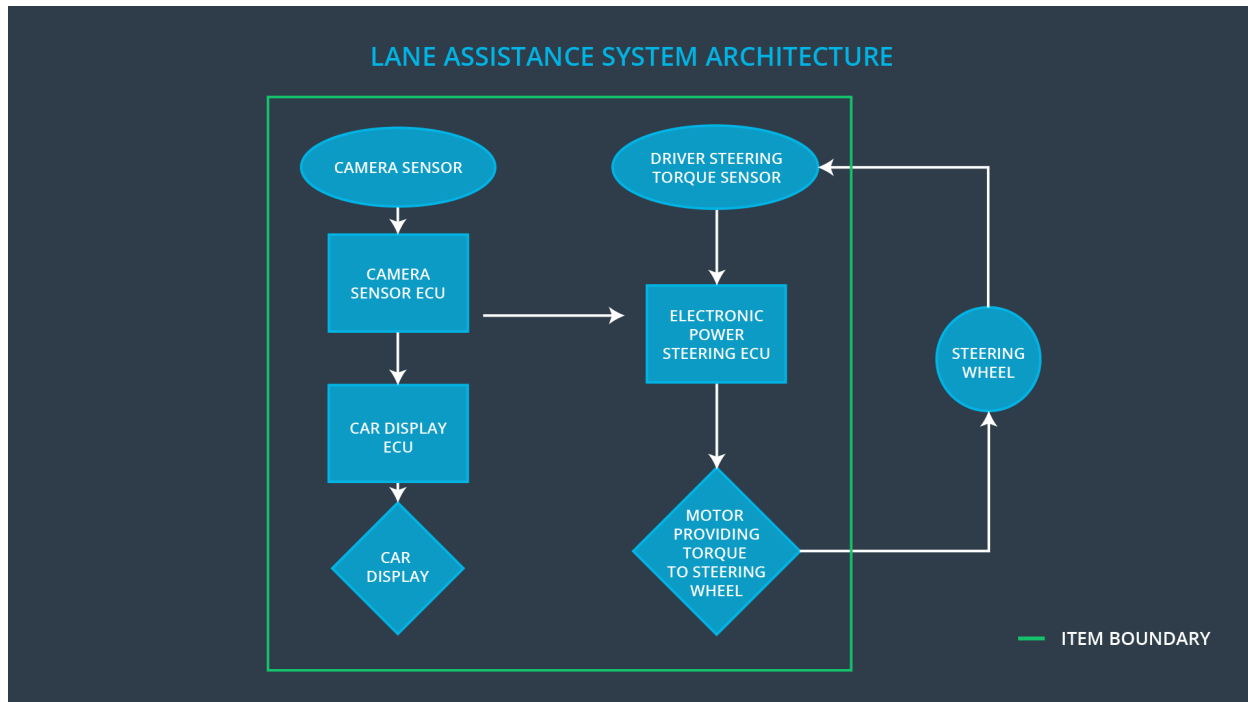 LANE ASSISTANCE SYSTEM ARCHITECTURE
CAMERA SENSOR
CAMERA
SENSOR ECU
CAR DISPLAY
ECU
CAR
DISPLAY
DRIVER STEERING
TORQUE SENSOR
ELECTRONIC
POWER
STEERING ECU
MOTOR
PROVIDING
TORQUE
TO STEERING
WHEEL
STEERING
WHEEL
ITEM BOUNDARY